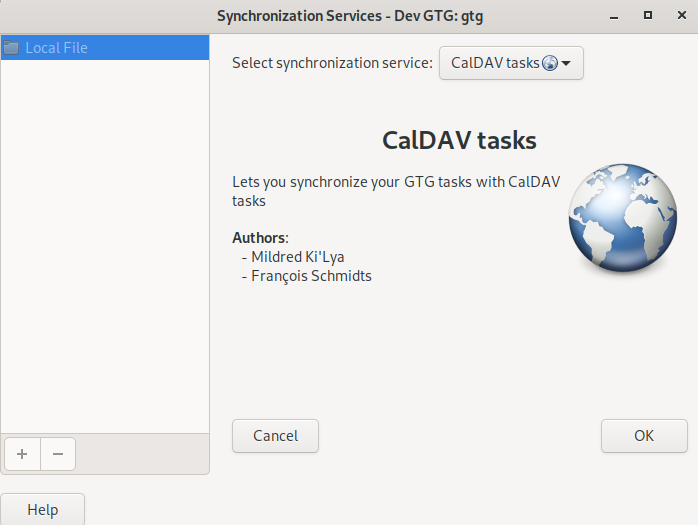 Synchronization Services - Dev GTG: gtg
Local File
Select synchronization service:
CalDAV tasks
CalDAV tasks
Lets you synchronize your GTG tasks with CalDAV
tasks
Authors:
- Mildred Ki'Lya
- François Schmidts
Cancel
OK
Help